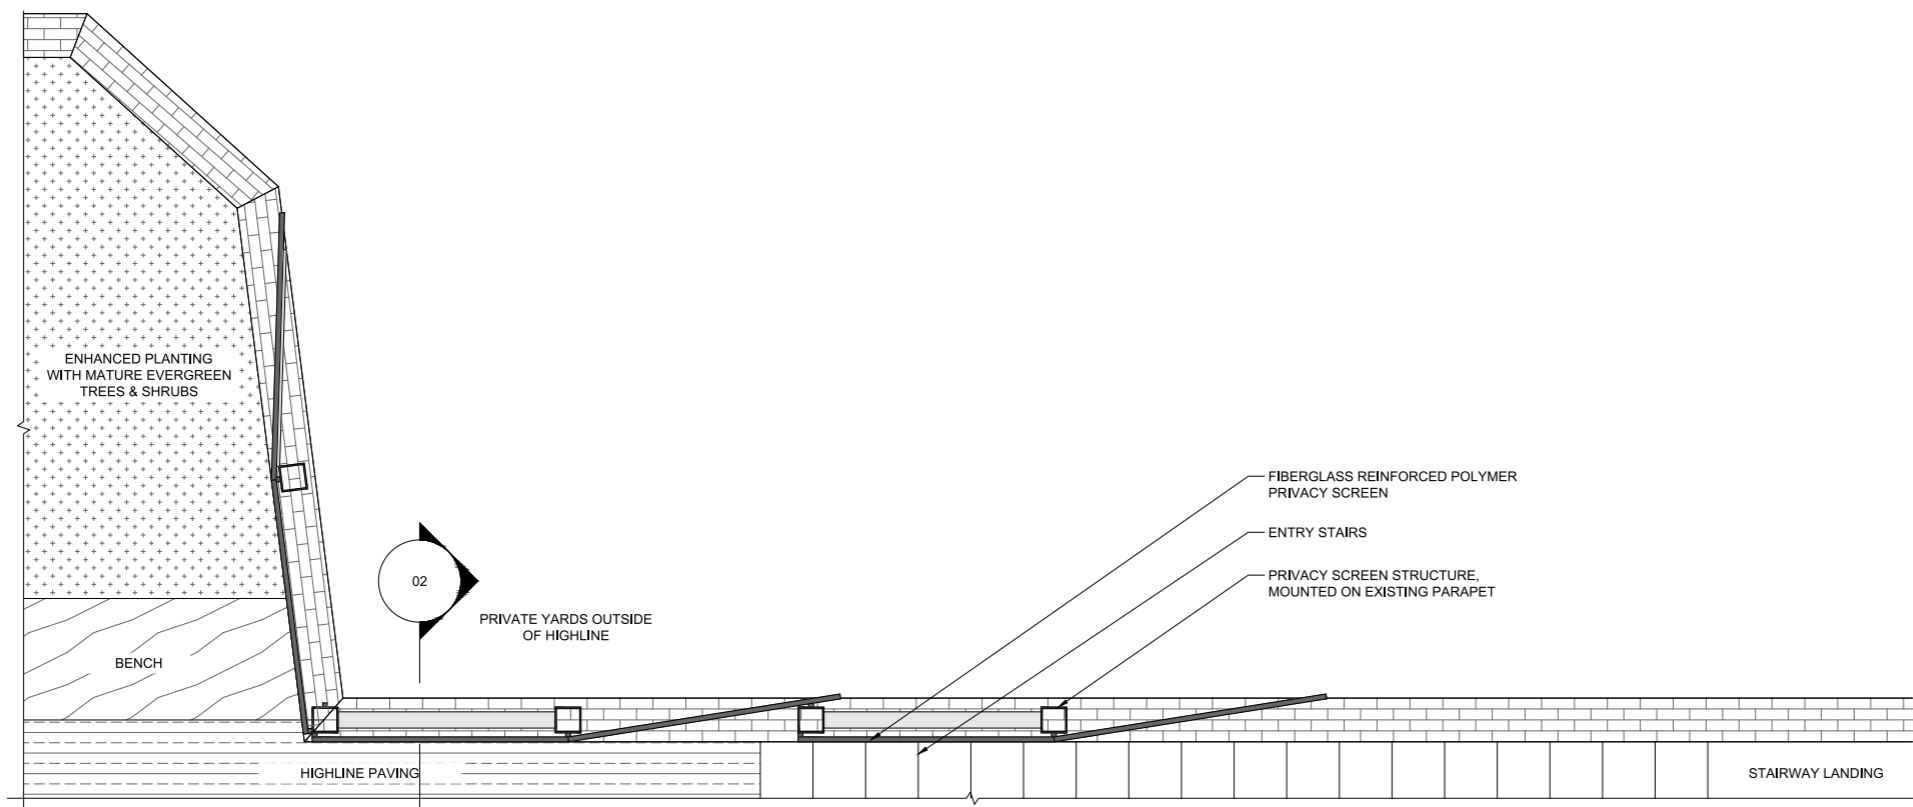 ENHANCED PLANTING
WITH MATURE EVERGREEN
TREES & SHRUBS
FIBERGLASS REINFORCED POLYMER
PRIVACY SCREEN
ENTRY STAIRS
PRIVACY SCREEN STRUCTURE,
MOUNTED ON EXISTING PARAPET
02
PRIVATE YARDS OUTSIDE
OF HIGHLINE
BENCH
HIGHLINE PAVING
STAIRWAY LANDING